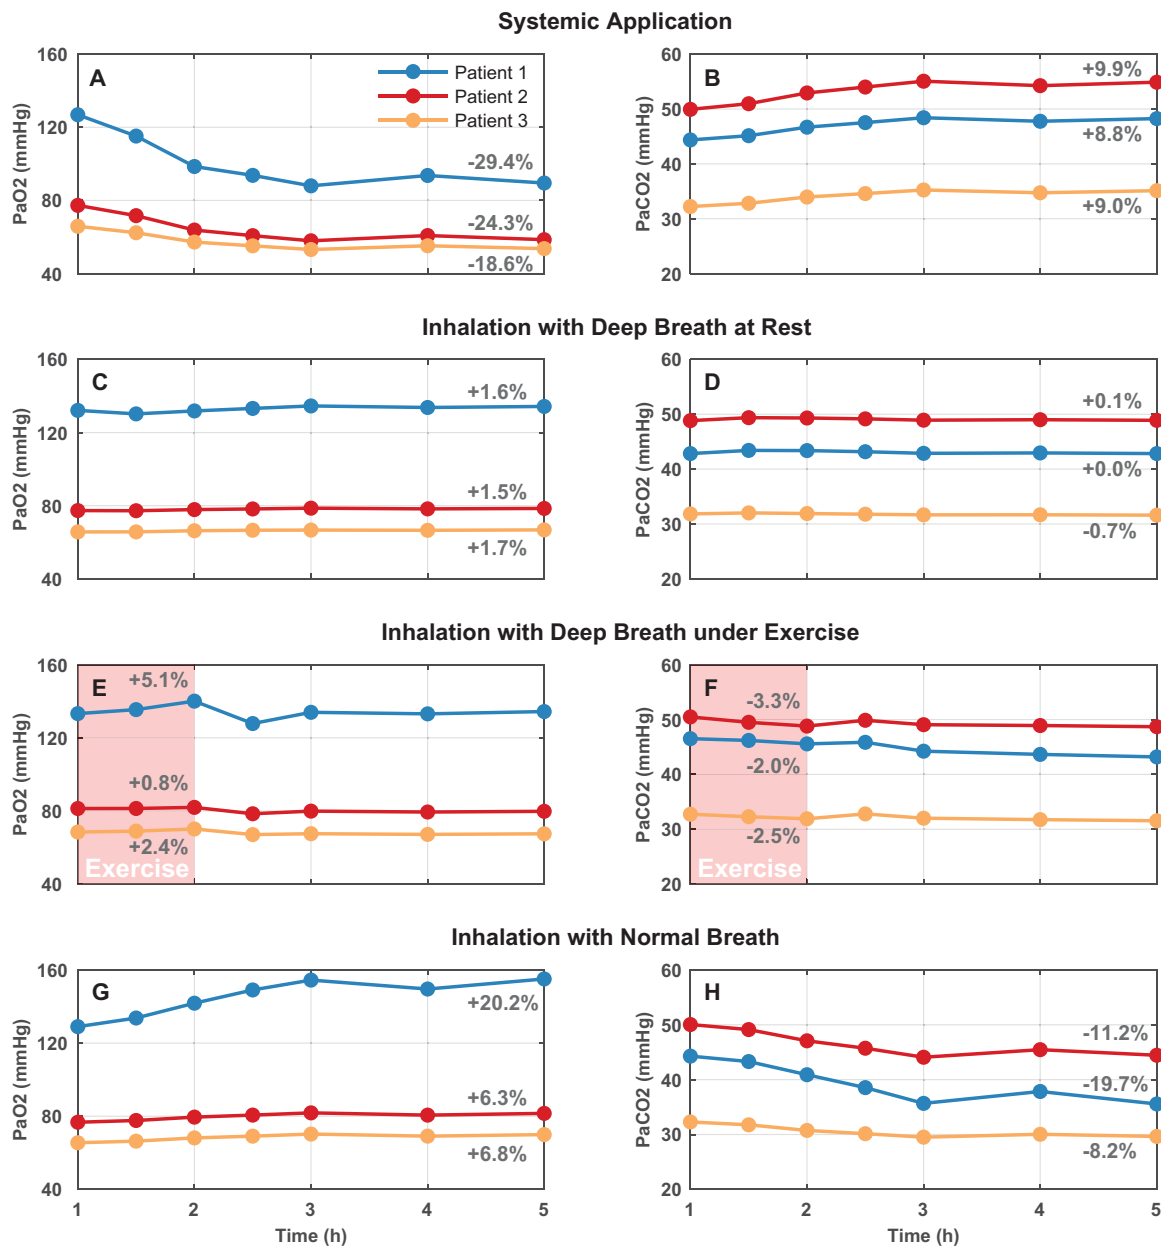 Systemic Application
A
B
Patient 1
Patient 2
Patient 3
PaO2 (mmHg)
160
120
80
40
-29.4%
-24.3%
-18.6%
PaCO2 (mmHg)
60
50
40
30
20
+9.9%
+8.8%
+9.0%
Inhalation with Deep Breath at Rest
C
D
PaO2 (mmHg)
160
120
80
40
+1.6%
+1.5%
+1.7%
PaCO2 (mmHg)
60
50
40
30
20
+0.1%
+0.0%
-0.7%
Inhalation with Deep Breath under Exercise
E
F
PaO2 (mmHg)
160
120
80
40
+5.1%
+0.8%
+2.4%
Exercise
PaCO2 (mmHg)
60
50
40
30
20
-3.3%
-2.0%
-2.5%
Exercise
Inhalation with Normal Breath
G
H
PaO2 (mmHg)
160
120
80
40
+20.2%
+6.3%
+6.8%
1 2 3 4 5
Time (h)
PaCO2 (mmHg)
60
50
40
30
20
-11.2%
-19.7%
-8.2%
1 2 3 4 5
Time (h)